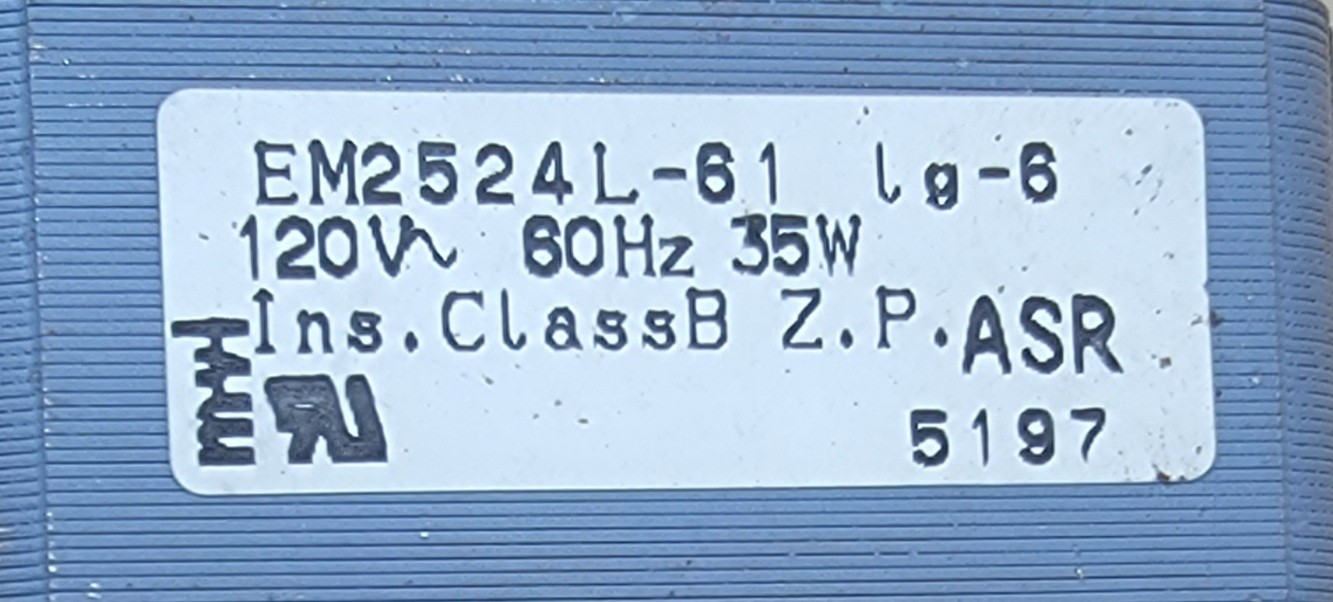 EM2524L-61 lg-6
120V~ 60Hz 35W
Ins.ClassB Z.P.ASR
5197